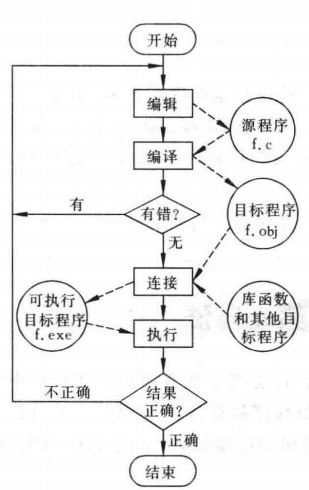 开始
编辑
源程序
f.c
编译
有
有错?
目标程序
f.obj
无
可执行
目标程序
f.exe
连接
库函数
和其他目
标程序
执行
不正确
结果
正确?
正确
结束